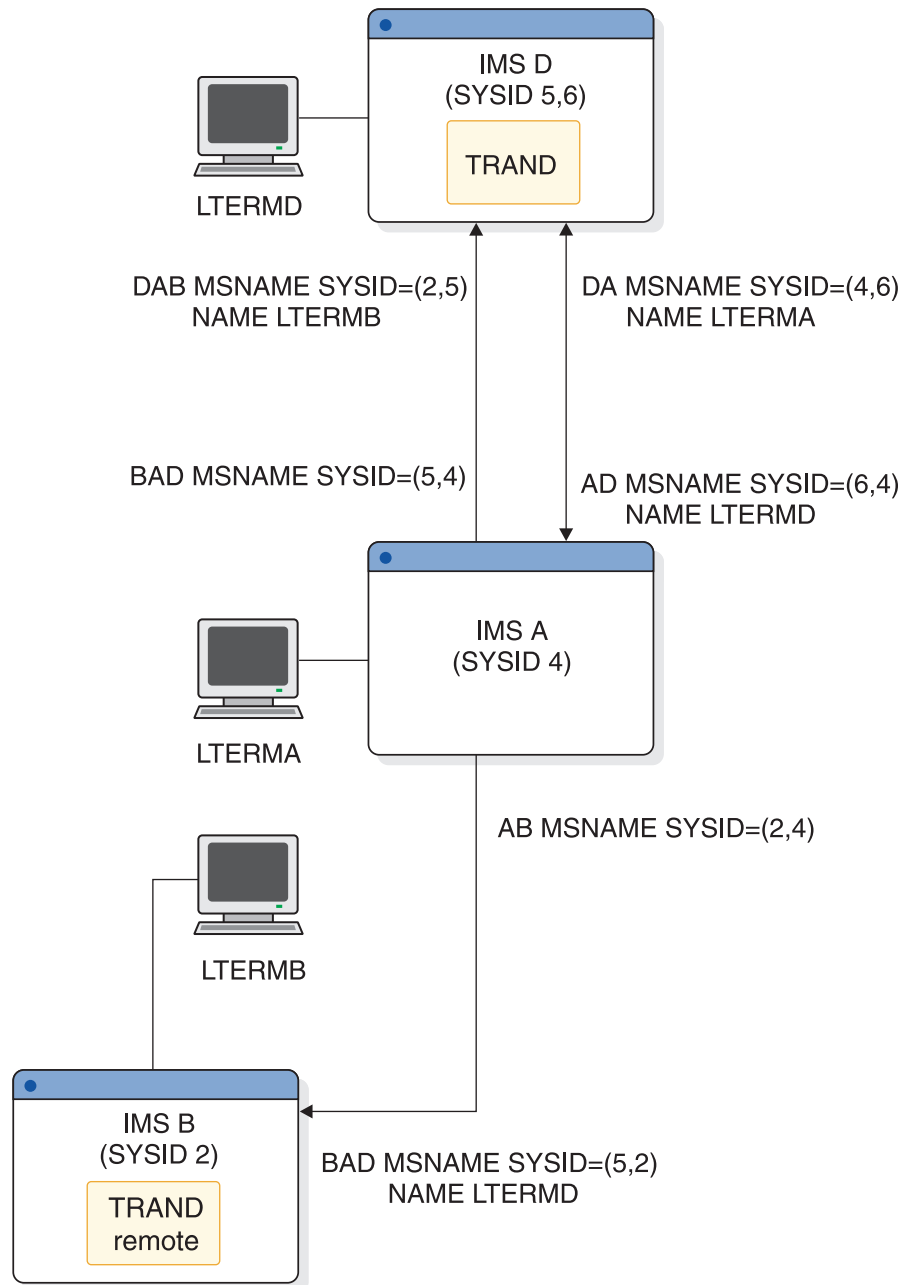 IMS D
(SYSID 5,6)
TRAND
LTERMD
DAB MSNAME SYSID=(2,5)
NAME LTERMB
DA MSNAME SYSID=(4,6)
NAME LTERMA
BAD MSNAME SYSID=(5,4)
AD MSNAME SYSID=(6,4)
NAME LTERMD
IMS A
(SYSID 4)
LTERMA
AB MSNAME SYSID=(2,4)
LTERMB
IMS B
(SYSID 2)
TRAND
remote
BAD MSNAME SYSID=(5,2)
NAME LTERMD